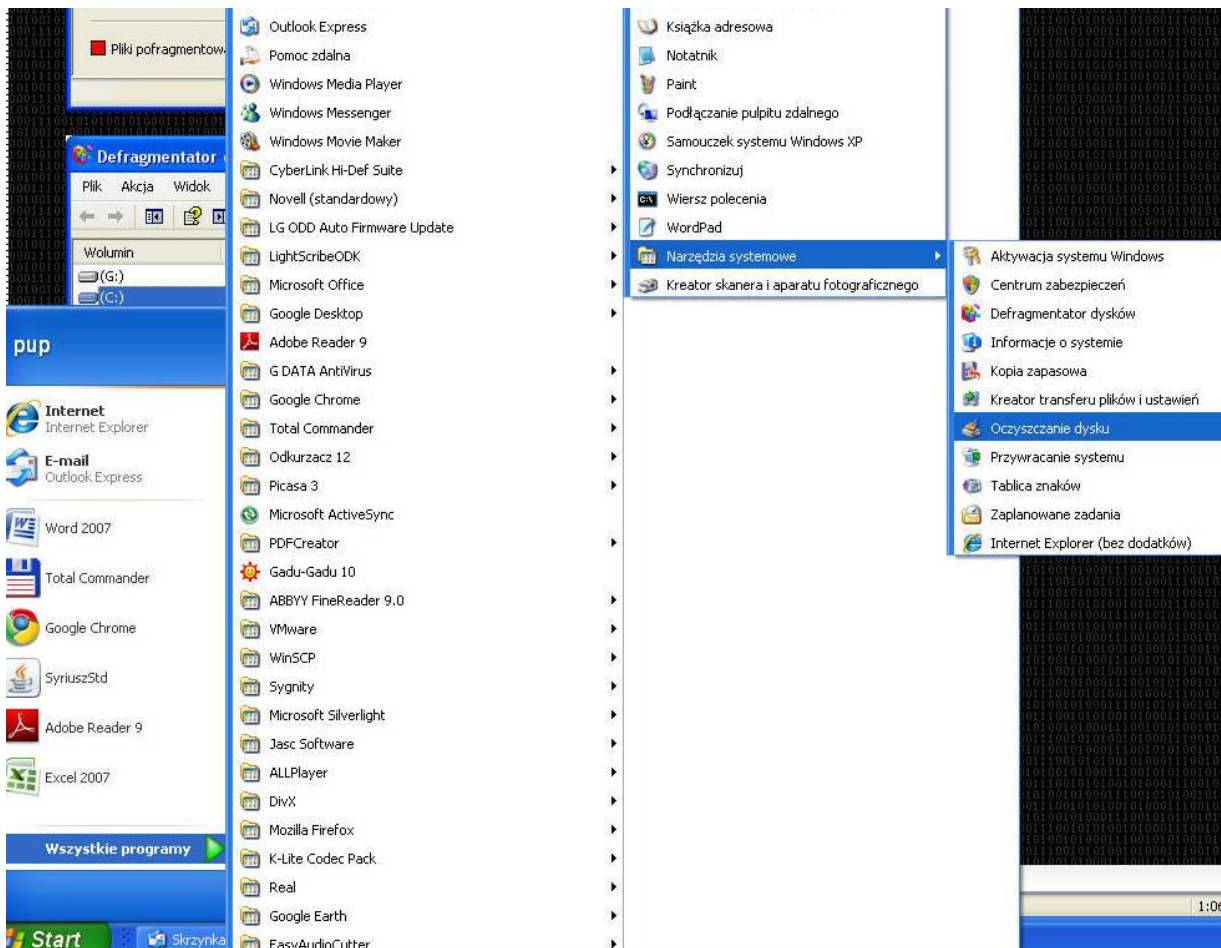 Pliki pofragmentow
Defragmentator
Plik Akcja Widok
Wolumin
(G:)
(C:)
pup
Internet
Internet Explorer
E-mail
Outlook Express
Word 2007
Total Commander
Google Chrome
SyriuszStd
Adobe Reader 9
Excel 2007
Wszystkie programy
Start
Skrzynka
Outlook Express
Pomoc zdalna
Windows Media Player
Windows Messenger
Windows Movie Maker
CyberLink Hi-Def Suite
Novell (standardowy)
LG ODD Auto Firmware Update
LightScribeODK
Microsoft Office
Google Desktop
Adobe Reader 9
G DATA AntiVirus
Google Chrome
Total Commander
Odkurzacz 12
Picasa 3
Microsoft ActiveSync
PDFCreator
Gadu-Gadu 10
ABBYY FineReader 9.0
VMware
WinSCP
Sygnity
Microsoft Silverlight
Jasc Software
ALLPlayer
DivX
Mozilla Firefox
K-Lite Codec Pack
Real
Google Earth
EasyAudioCutter
Książka adresowa
Notatnik
Paint
Podłączanie pulpitu zdalnego
Samouczek systemu Windows XP
Synchronizuj
Wiersz polecenia
WordPad
Narzędzia systemowe
Kreator skanera i aparatu fotograficznego
Aktywacja systemu Windows
Centrum zabezpieczeń
Defragmentator dysków
Informacje o systemie
Kopia zapasowa
Kreator transferu plików i ustawień
Oczyszczanie dysku
Przywracanie systemu
Tablica znaków
Zaplanowane zadania
Internet Explorer (bez dodatków)
1:06